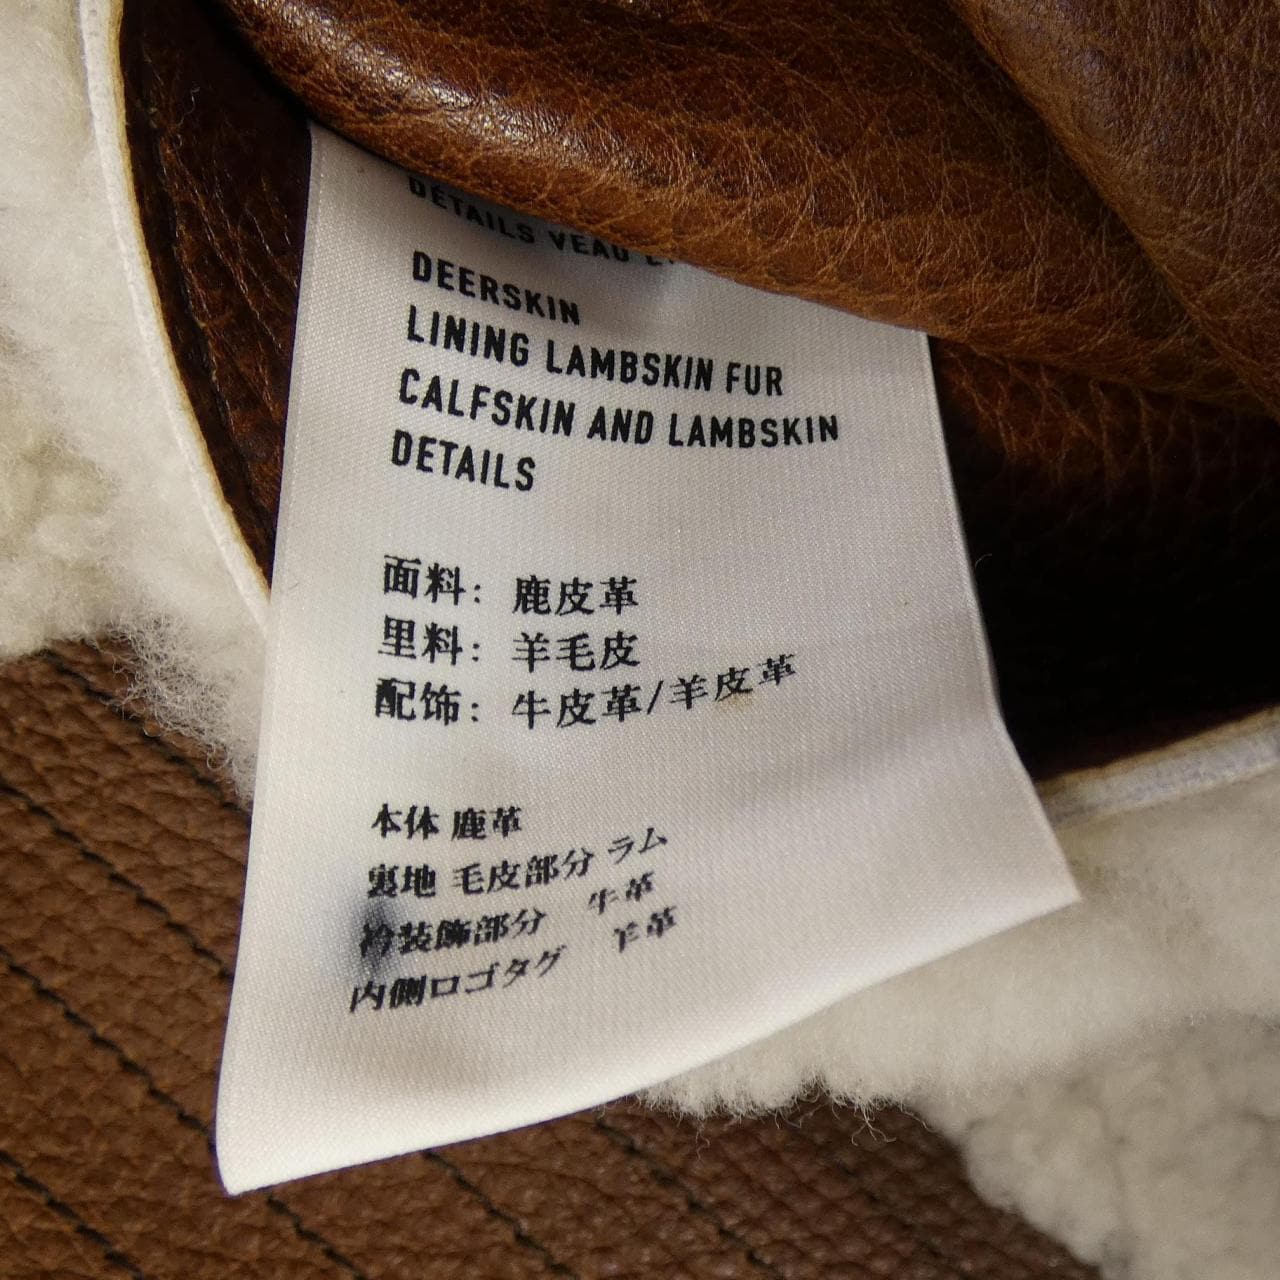 DÉTAILS VEAU
DEERSKIN
LINING LAMBSKIN FUR
CALFSKIN AND LAMBSKIN
DETAILS
面料: 鹿皮革
里料: 羊毛皮
配饰: 牛皮革/羊皮革
本体 鹿革
裏地 毛皮部分 ラム
衿装飾部分 牛革
内側ロゴタグ 羊革